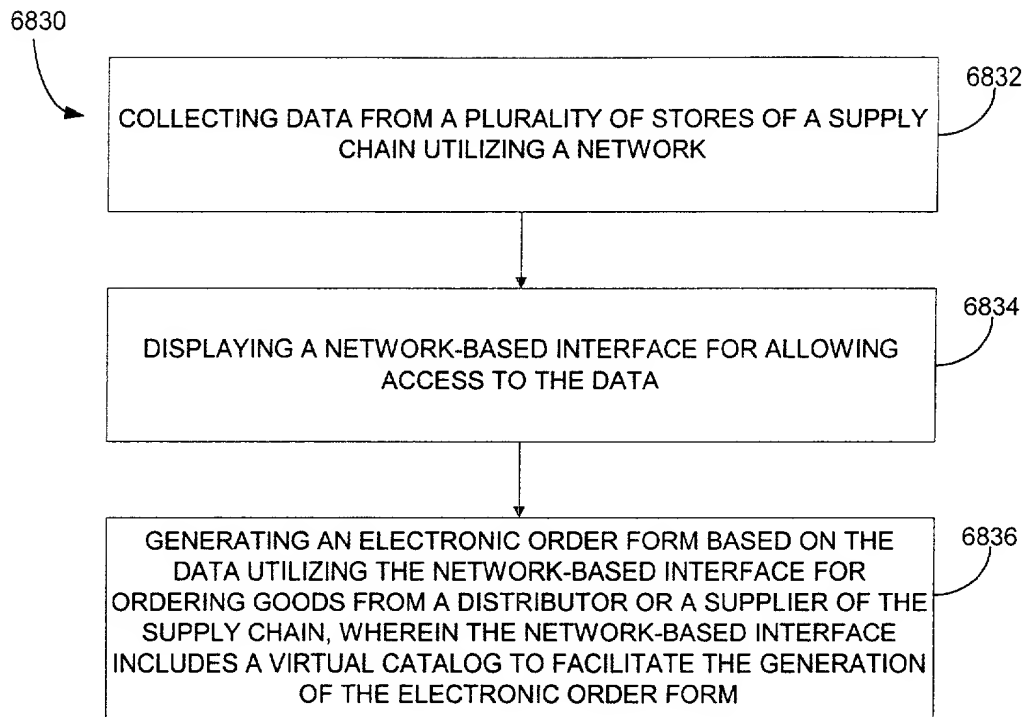 6830
6832
COLLECTING DATA FROM A PLURALITY OF STORES OF A SUPPLY
CHAIN UTILIZING A NETWORK
6834
DISPLAYING A NETWORK-BASED INTERFACE FOR ALLOWING
ACCESS TO THE DATA
6836
GENERATING AN ELECTRONIC ORDER FORM BASED ON THE
DATA UTILIZING THE NETWORK-BASED INTERFACE FOR
ORDERING GOODS FROM A DISTRIBUTOR OR A SUPPLIER OF THE
SUPPLY CHAIN, WHEREIN THE NETWORK-BASED INTERFACE
INCLUDES A VIRTUAL CATALOG TO FACILITATE THE GENERATION
OF THE ELECTRONIC ORDER FORM